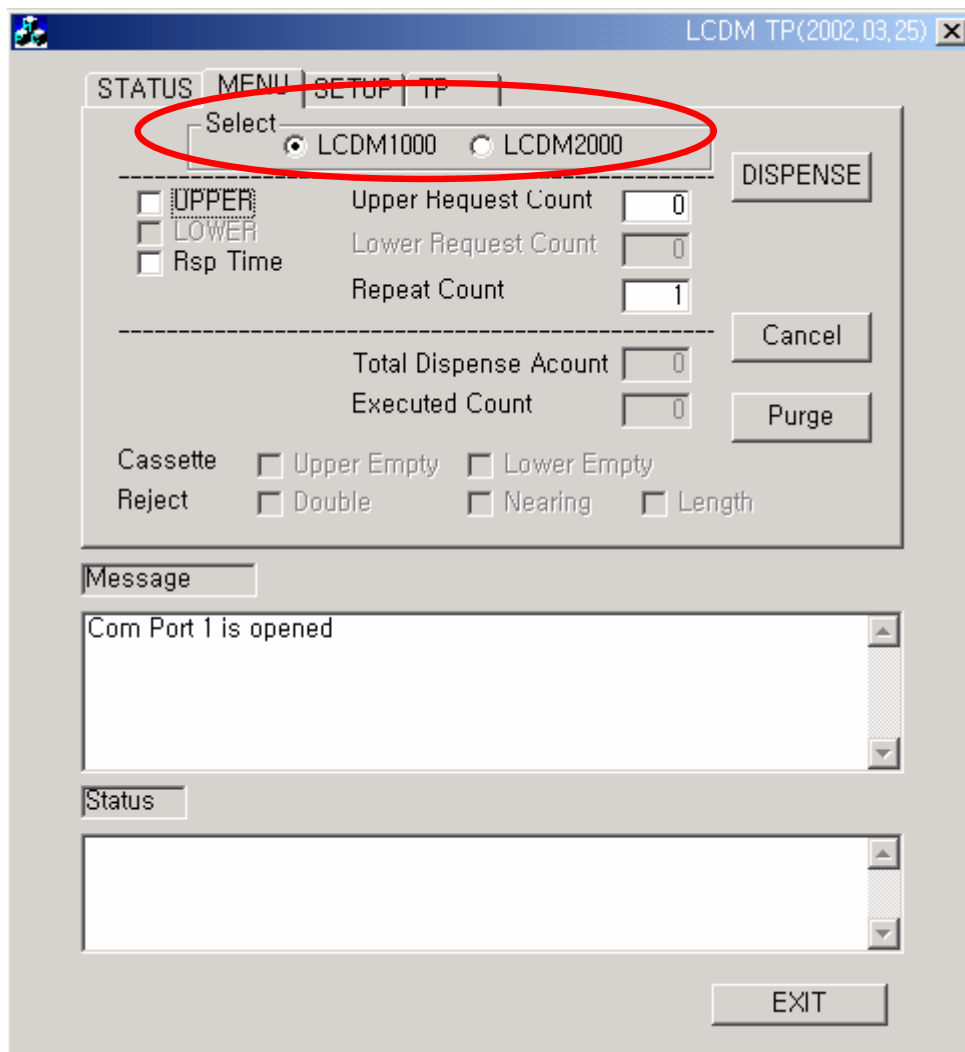 LCDM TP(2002,03,25)
STATUS MENU SETUP TP
Select
LCDM1000 LCDM2000
DISPENSE
UPPER Upper Request Count 0
LOWER Lower Request Count 0
Rsp Time
Repeat Count 1
Cancel
Total Dispense Acount 0
Executed Count 0
Purge
Cassette Upper Empty Lower Empty
Reject Double Nearing Length
Message
Com Port 1 is opened
Status
EXIT